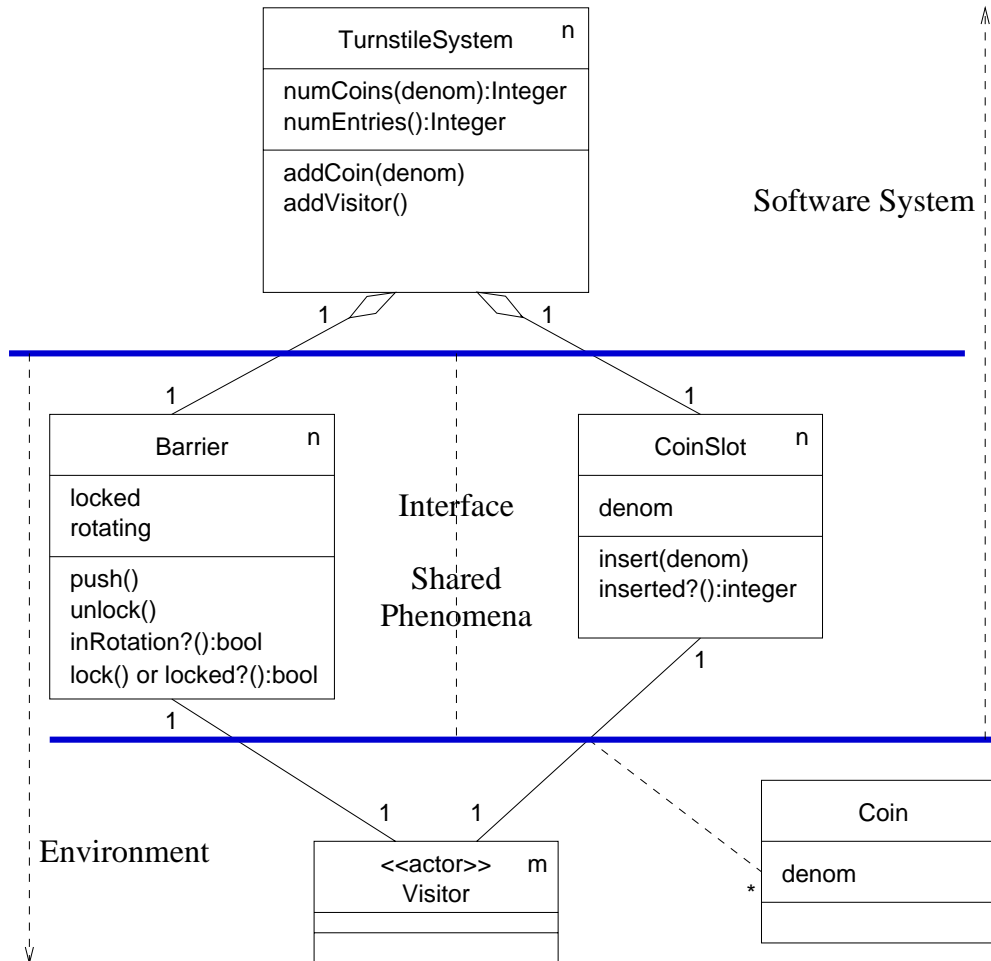 TurnstileSystem n
numCoins(denom):Integer
numEntries():Integer
addCoin(denom)
addVisitor()
Software System
1
1
1
1
Barrier n
locked
rotating
push()
unlock()
inRotation?():bool
lock() or locked?():bool
Interface
Shared
Phenomena
CoinSlot n
denom
insert(denom)
inserted?():integer
1
1
1
1
Environment
<<actor>> m
Visitor
Coin
denom
*